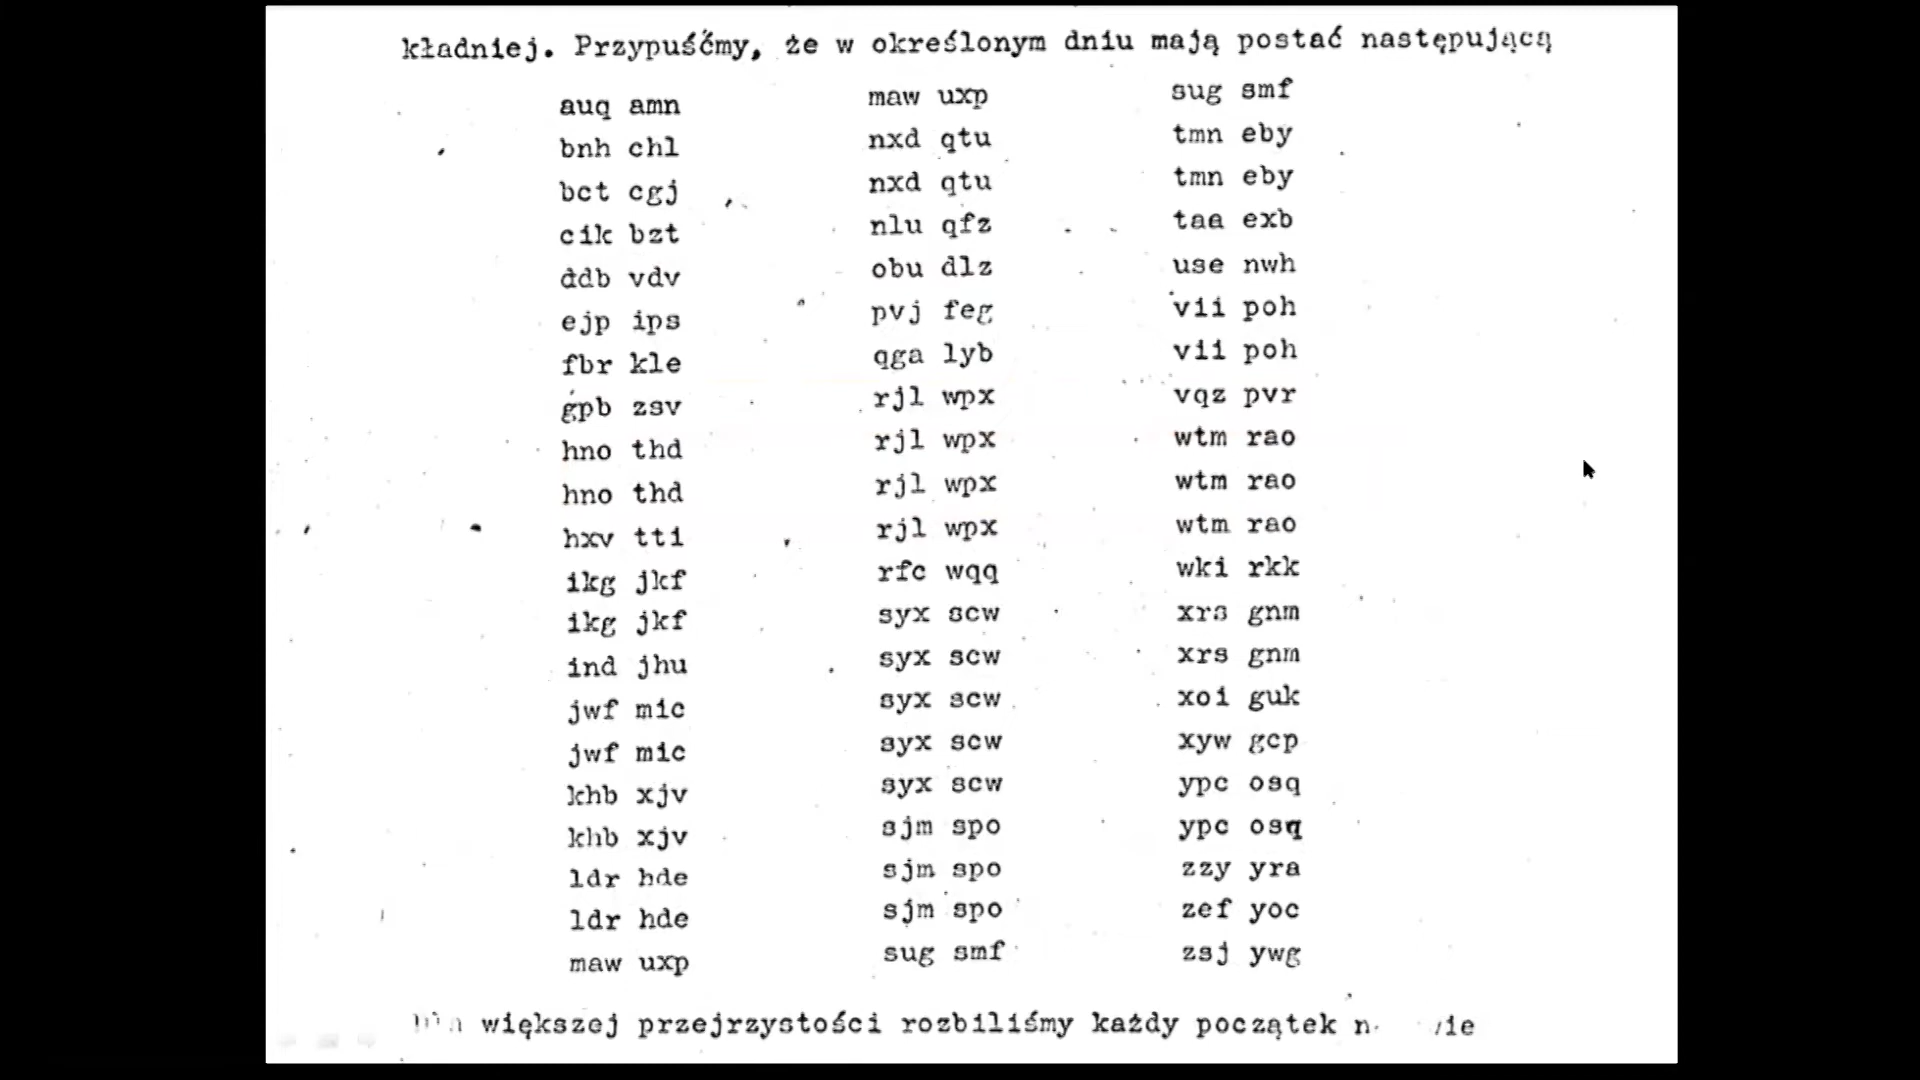 kładniej. Przypuśćmy, że w określonym dniu mają postać następującą
auq amn
bnh chl
bct cgj
cik bzt
ddb vdv
ejp ips
fbr kle
gpb zsv
hno thd
hno thd
hxv tti
ikg jkf
ikg jkf
ind jhu
jwf mic
jwf mic
khb xjv
khb xjv
ldr hde
ldr hde
maw uxp
maw uxp
nxd qtu
nxd qtu
nlu qfz
obu dlz
pvj feg
qga lyb
rjl wpx
rjl wpx
rjl wpx
rjl wpx
rfc wqq
syx scw
syx scw
syx scw
syx scw
syx scw
sjm spo
sjm spo
sjm spo
sug smf
sug smf
tmn eby
tmn eby
taa exb
use nwh
vii poh
vii poh
vqz pvr
wtm rao
wtm rao
wtm rao
wki rkk
xrs gnm
xrs gnm
xoi guk
xyw gcp
ypc osq
ypc osq
zzy yra
zef yoc
zsj ywg
większej przejrzystości rozbiliśmy każdy początek